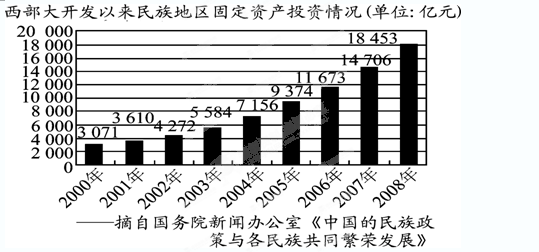 西部大开发以来民族地区固定资产投资情况(单位:亿元)
20 000
18 000
16 000
14 000
12 000
10 000
8 000
6 000
4 000
2 000
0
3 071
3 610
4 272
5 584
7 156
9 374
11 673
14 706
18 453
2000年
2001年
2002年
2003年
2004年
2005年
2006年
2007年
2008年
——摘自国务院新闻办公室《中国的民族政
策与各民族共同繁荣发展》